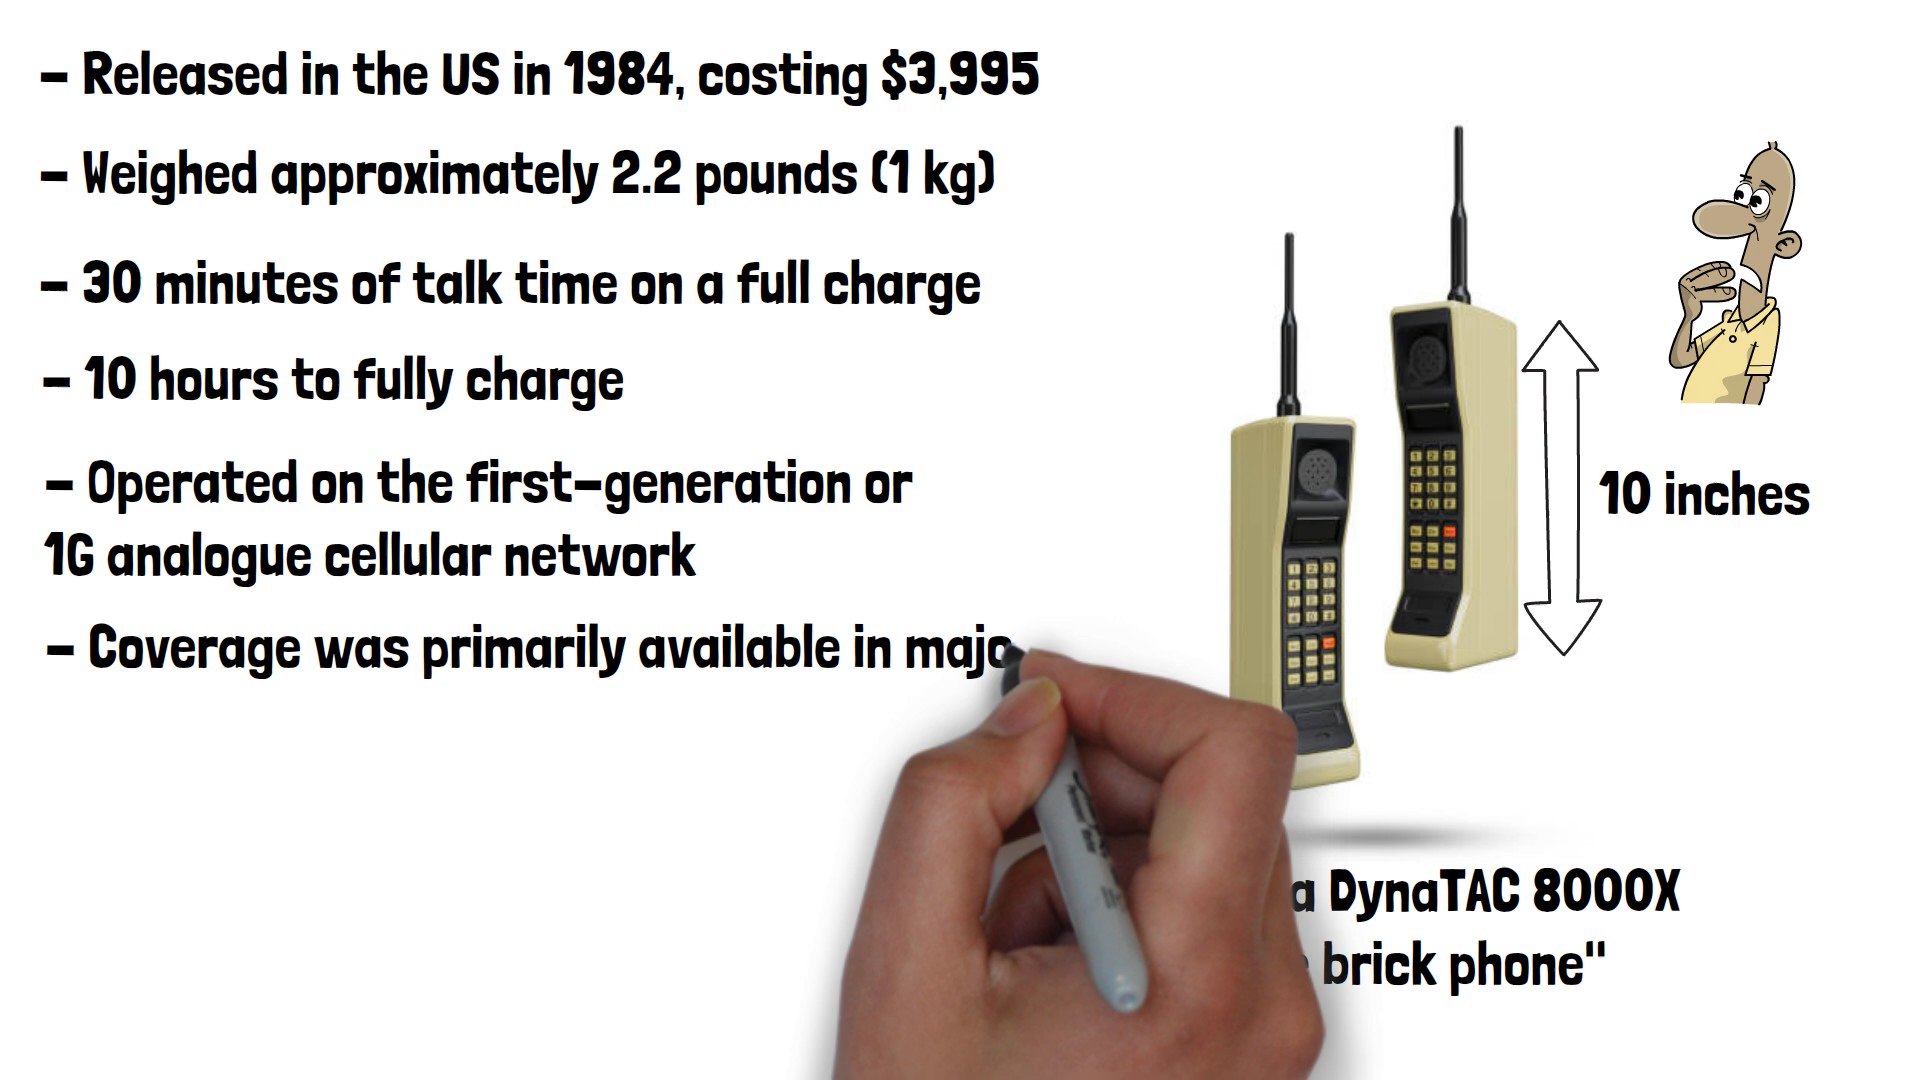 - Released in the US in 1984, costing $3,995
- Weighed approximately 2.2 pounds (1 kg)
- 30 minutes of talk time on a full charge
- 10 hours to fully charge
- Operated on the first-generation or
1G analogue cellular network
- Coverage was primarily available in majo
10 inches
a DynaTAC 8000X
brick phone"